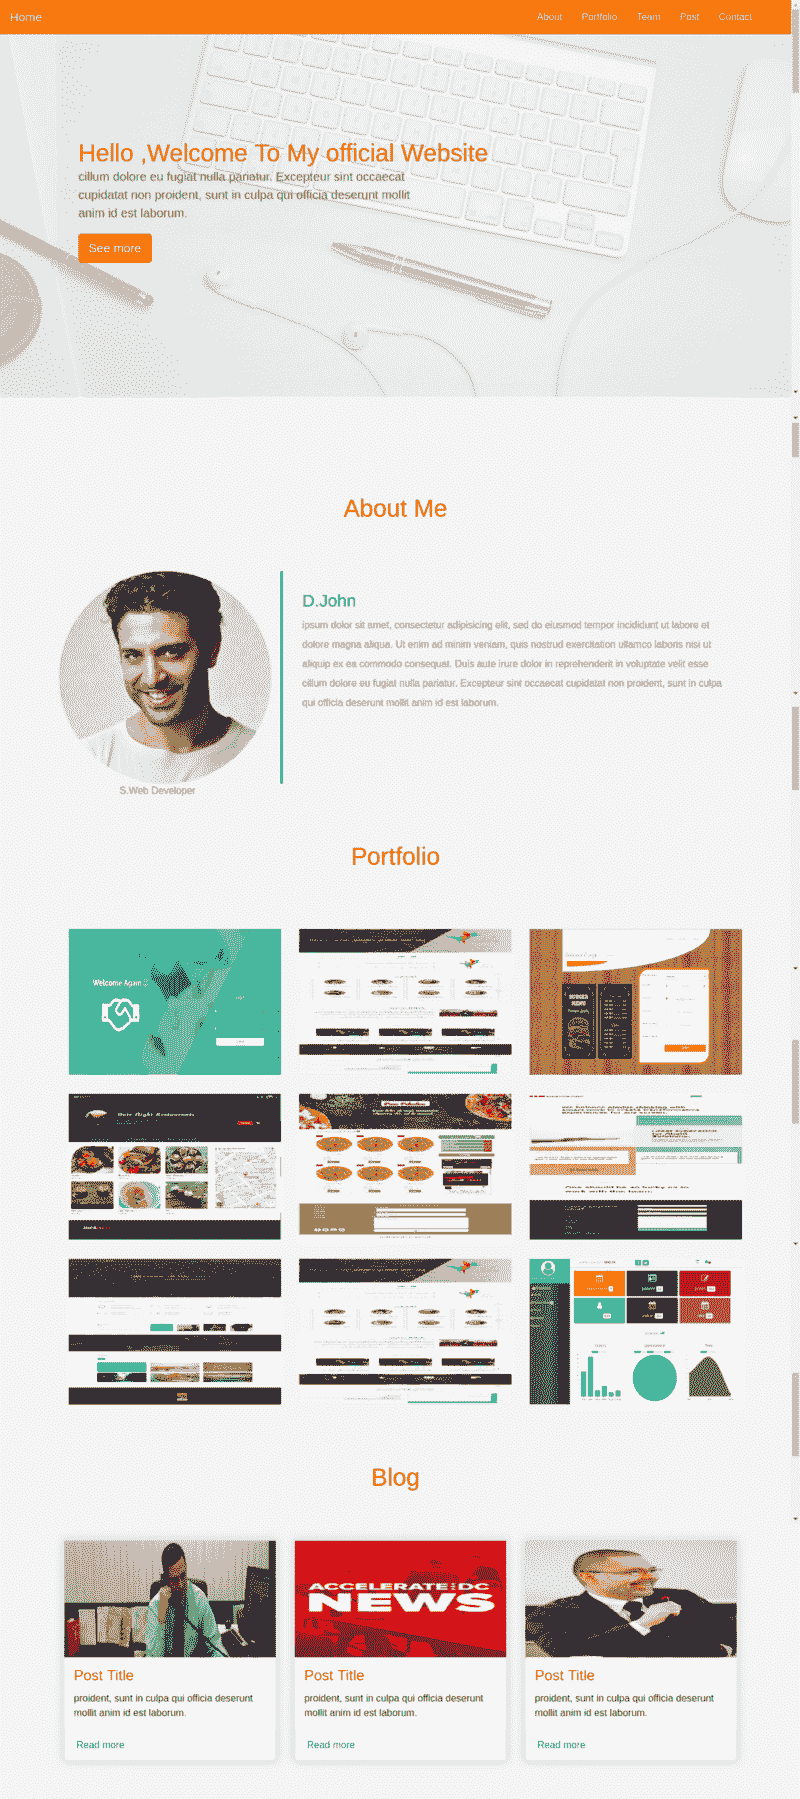 Home
About Portfolio Team Post Contact
Hello ,Welcome To My official Website
cillum dolore eu fugiat nulla pariatur. Excepteur sint occaecat
cupidatat non proident, sunt in culpa qui officia deserunt mollit
anim id est laborum.
See more
About Me
D.John
ipsum dolor sit amet, consectetur adipisicing elit, sed do eiusmod tempor incididunt ut labore et
dolore magna aliqua. Ut enim ad minim veniam, quis nostrud exercitation ullamco laboris nisi ut
aliquip ex ea commodo consequat. Duis aute irure dolor in reprehenderit in voluptate velit esse
cillum dolore eu fugiat nulla pariatur. Excepteur sint occaecat cupidatat non proident, sunt in culpa
qui officia deserunt mollit anim id est laborum.
S.Web Developer
Portfolio
Welcome Again
Blog
ACCELERATE THE DC
NEWS
Post Title
proident, sunt in culpa qui officia deserunt
mollit anim id est laborum.
Read more
Post Title
proident, sunt in culpa qui officia deserunt
mollit anim id est laborum.
Read more
Post Title
proident, sunt in culpa qui officia deserunt
mollit anim id est laborum.
Read more